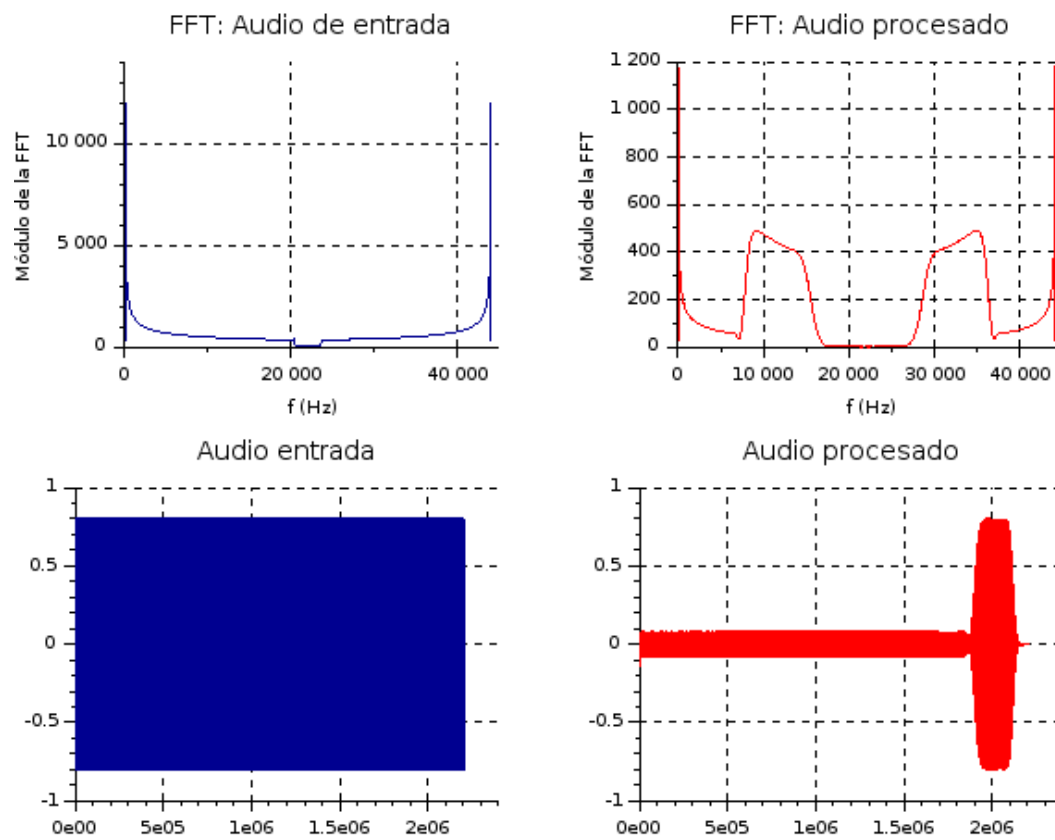 FFT: Audio de entrada
10 000
5 000
0
Módulo de la FFT
0 20 000 40 000
f (Hz)
FFT: Audio procesado
1 200
1 000
800
600
400
200
0
Módulo de la FFT
0 10 000 20 000 30 000 40 000
f (Hz)
Audio entrada
1
0.5
0
-0.5
-1
0e00 5e05 1e06 1.5e06 2e06
Audio procesado
1
0.5
0
-0.5
-1
0e00 5e05 1e06 1.5e06 2e06